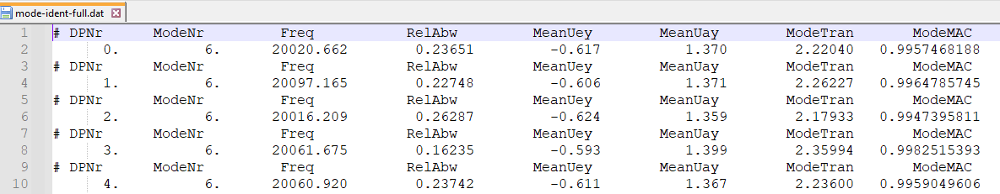 mode-ident-full.dat
1 # DPNr ModeNr Freq RelAbw MeanUey MeanUay ModeTran ModeMAC
2 0. 6. 20020.662 0.23651 -0.617 1.370 2.22040 0.9957468188
3 # DPNr ModeNr Freq RelAbw MeanUey MeanUay ModeTran ModeMAC
4 1. 6. 20097.165 0.22748 -0.606 1.371 2.26227 0.9964785745
5 # DPNr ModeNr Freq RelAbw MeanUey MeanUay ModeTran ModeMAC
6 2. 6. 20016.209 0.26287 -0.624 1.359 2.17933 0.9947395811
7 # DPNr ModeNr Freq RelAbw MeanUey MeanUay ModeTran ModeMAC
8 3. 6. 20061.675 0.16235 -0.593 1.399 2.35994 0.9982515393
9 # DPNr ModeNr Freq RelAbw MeanUey MeanUay ModeTran ModeMAC
10 4. 6. 20060.920 0.23742 -0.611 1.367 2.23600 0.9959049606